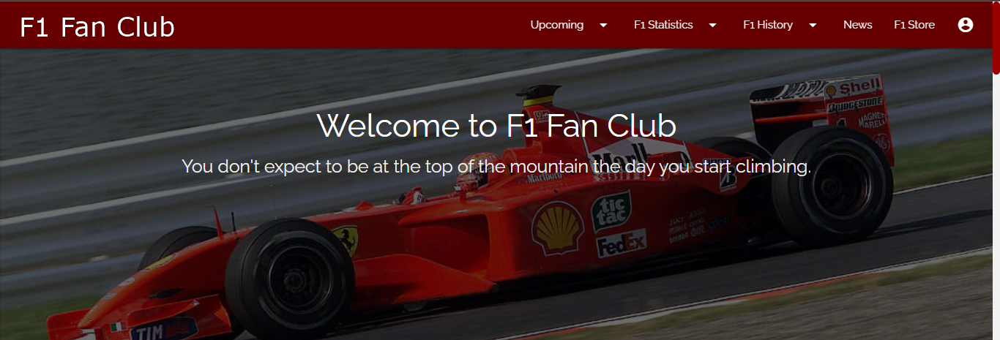 F1 Fan Club
Upcoming
F1 Statistics
F1 History
News
F1 Store
Welcome to F1 Fan Club
You don't expect to be at the top of the mountain the day you start climbing.
Shell
BRIDGESTONE
1
MAGNETI
MARELLI
Marlboro
tic
tac
FedEx
brembo
TIM